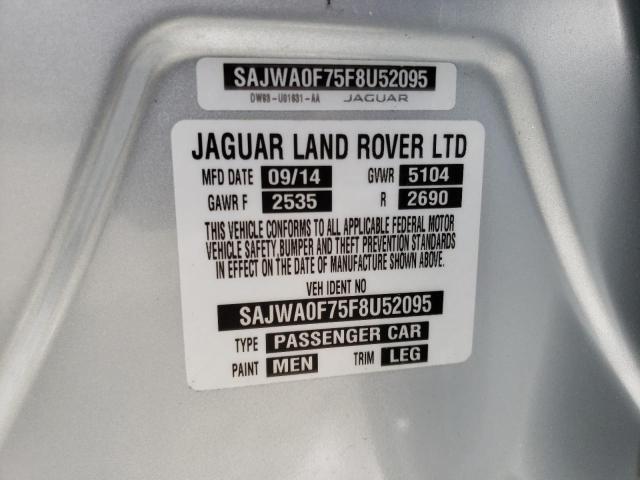 SAJWA0F75F8U52095
DW93-U01631-AA JAGUAR
JAGUAR LAND ROVER LTD
MFD DATE 09/14 GVWR 5104
GAWR F 2535 R 2690
THIS VEHICLE CONFORMS TO ALL APPLICABLE FEDERAL MOTOR
VEHICLE SAFETY, BUMPER AND THEFT PREVENTION STANDARDS
IN EFFECT ON THE DATE OF MANUFACTURE SHOWN ABOVE.
VEH IDENT NO
SAJWA0F75F8U52095
TYPE PASSENGER CAR
PAINT MEN TRIM LEG